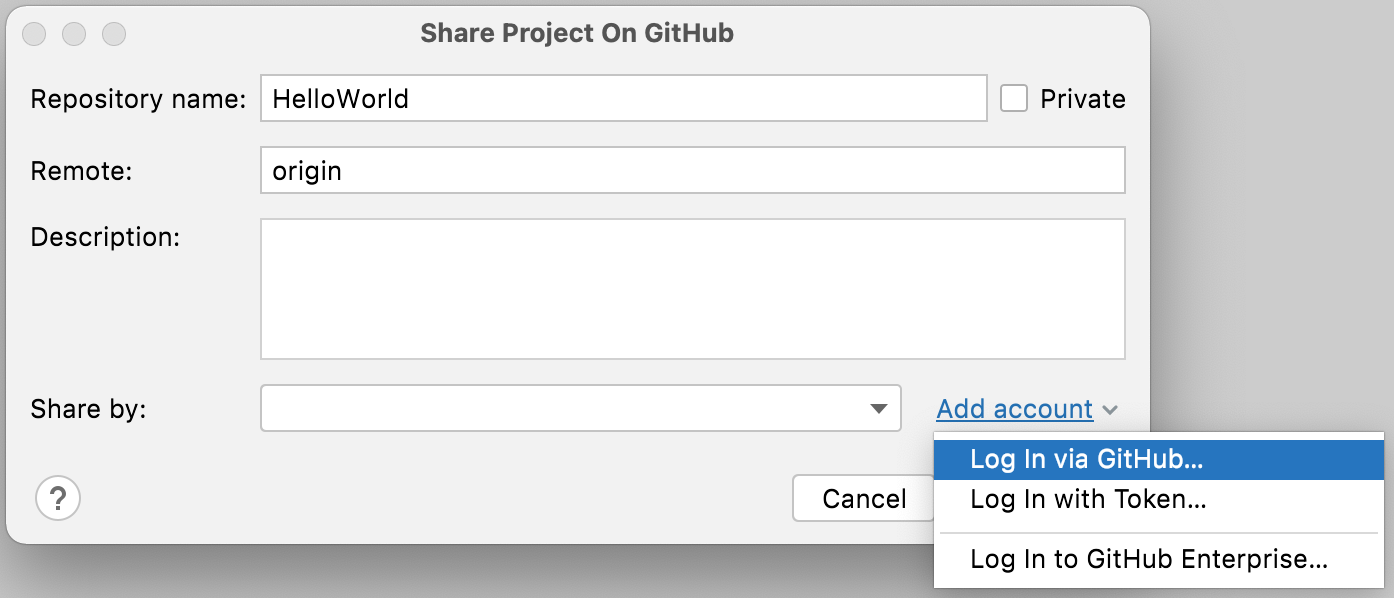 Share Project On GitHub
Repository name: HelloWorld Private
Remote: origin
Description:
Share by: Add account
Log In via GitHub...
? Cancel Log In with Token...
Log In to GitHub Enterprise...